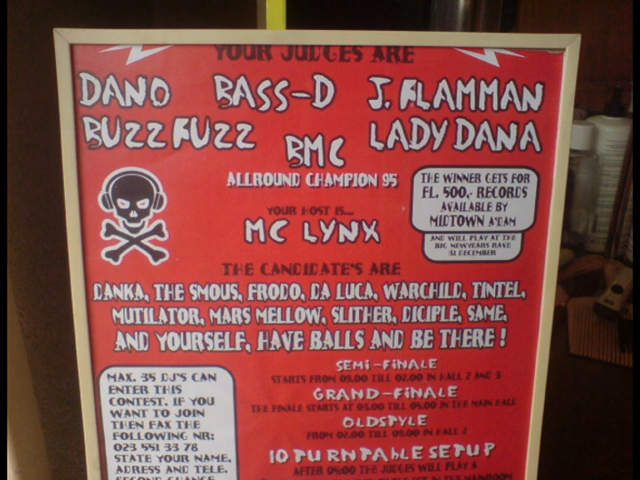 YOUR JUDGES ARE
DANO BASS-D J. FLAMMAN
BUZZ FUZZ BMC LADY DANA
ALLROUND CHAMPION 95
THE WINNER GETS FOR
FL. 500,- RECORDS
AVAILABLE BY
MIDTOWN A'DAM
AND WILL PLAY AT THE
BIG NEWYEARS RAVE
31 DECEMBER
YOUR HOST IS...
MC LYNX
THE CANDIDATE'S ARE
DANKA, THE SMOUS, FRODO, DA LUCA, WARCHILD, TINTEL,
MUTILATOR, MARS MELLOW, SLITHER, DICIPLE, SAME,
AND YOURSELF, HAVE BALLS AND BE THERE !
SEMI-FINALE
STARTS FROM 09.00 TILL 02.00 IN HALL 2 AND 3
GRAND-FINALE
THE FINALE STARTS AT 03.00 TILL 05.00 IN THE MAIN HALL
OLDSTYLE
FROM 02.00 TILL 03.00 IN HALL 2
10 TURNTABLE SETUP
AFTER 05:00 THE JUDGES WILL PLAY A
MAX. 35 DJ'S CAN
ENTER THIS
CONTEST. IF YOU
WANT TO JOIN
THEN FAX THE
FOLLOWING NR:
023 551 33 78
STATE YOUR NAME,
ADRESS AND TELE.
SECOND CHANCE